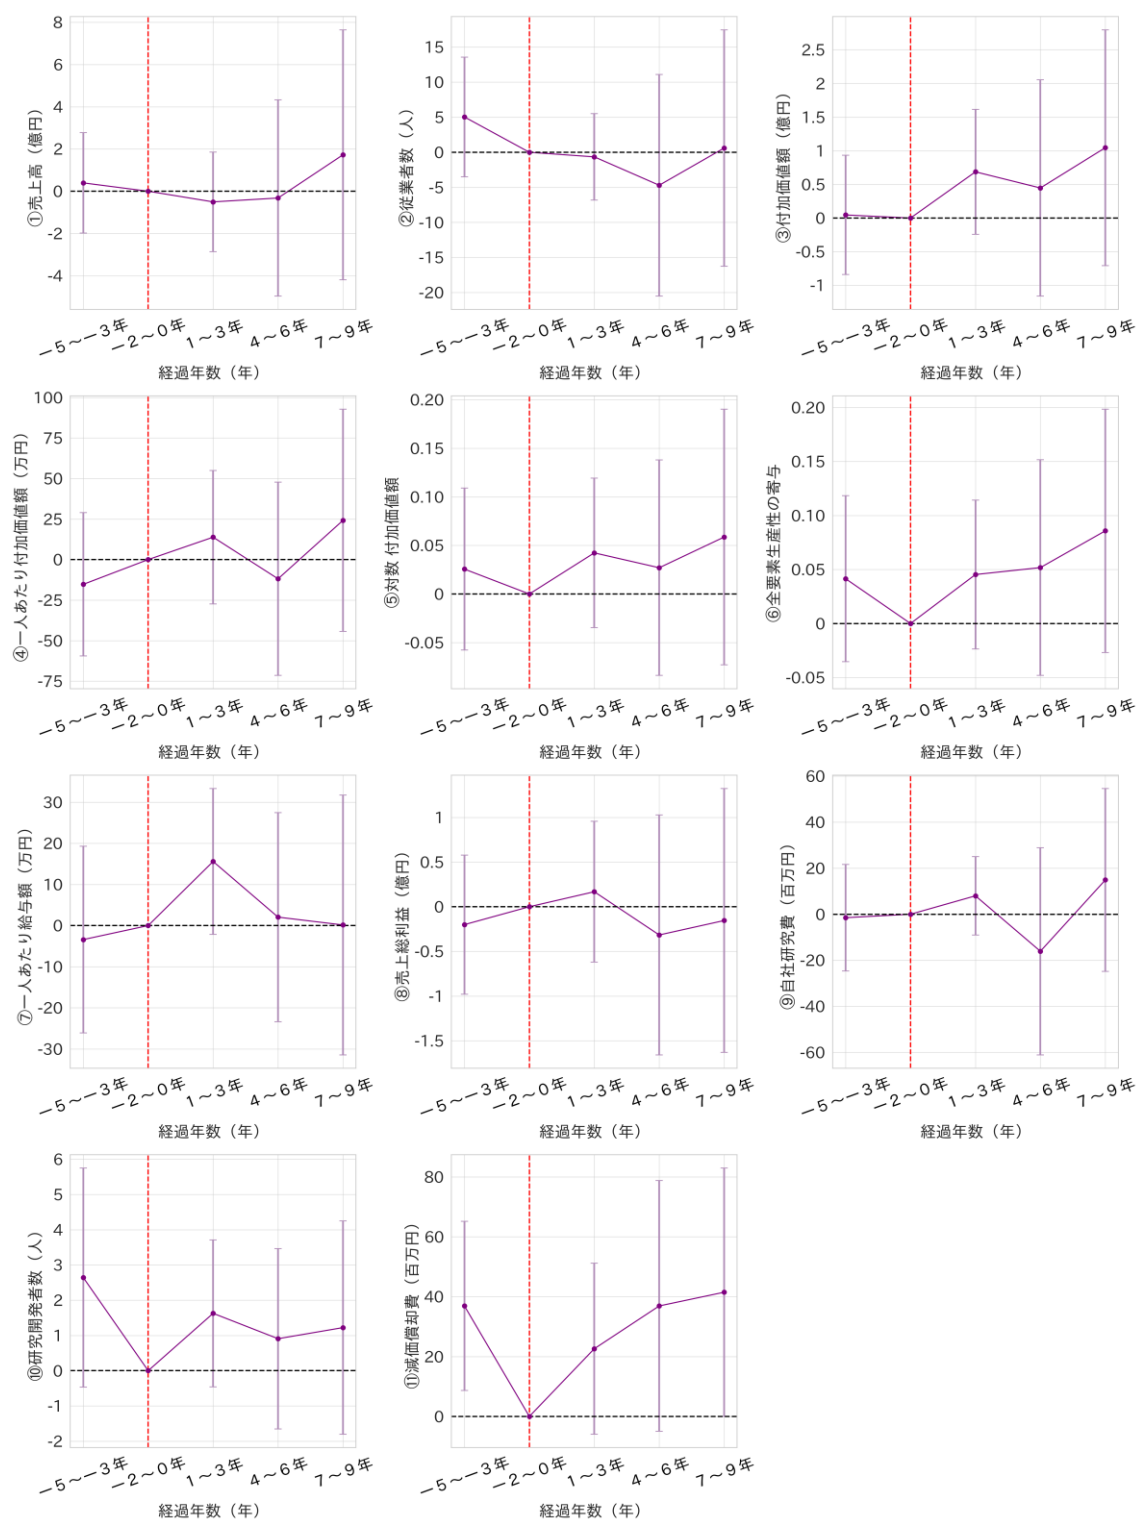 8
6
4
2
0
-2
-4
①売上高（億円）
－5～－3年
－2～0年
1～3年
4～6年
7～9年
経過年数（年）
15
10
5
0
-5
-10
-15
-20
②従業者数（人）
－5～－3年
－2～0年
1～3年
4～6年
7～9年
経過年数（年）
2.5
2
1.5
1
0.5
0
-0.5
-1
③付加価値額（億円）
－5～－3年
－2～0年
1～3年
4～6年
7～9年
経過年数（年）
100
75
50
25
0
-25
-50
-75
④一人あたり付加価値額（万円）
－5～－3年
－2～0年
1～3年
4～6年
7～9年
経過年数（年）
0.20
0.15
0.10
0.05
0
-0.05
⑤対数 付加価値額
－5～－3年
－2～0年
1～3年
4～6年
7～9年
経過年数（年）
0.20
0.15
0.10
0.05
0
-0.05
⑥全要素生産性の寄与
－5～－3年
－2～0年
1～3年
4～6年
7～9年
経過年数（年）
30
20
10
0
-10
-20
-30
⑦一人あたり給与額（万円）
－5～－3年
－2～0年
1～3年
4～6年
7～9年
経過年数（年）
1
0.5
0
-0.5
-1
-1.5
⑧売上総利益（億円）
－5～－3年
－2～0年
1～3年
4～6年
7～9年
経過年数（年）
60
40
20
0
-20
-40
-60
⑨自社研究費（百万円）
－5～－3年
－2～0年
1～3年
4～6年
7～9年
経過年数（年）
6
5
4
3
2
1
0
-1
-2
⑩研究開発者数（人）
－5～－3年
－2～0年
1～3年
4～6年
7～9年
経過年数（年）
80
60
40
20
0
⑪減価償却費（百万円）
－5～－3年
－2～0年
1～3年
4～6年
7～9年
経過年数（年）